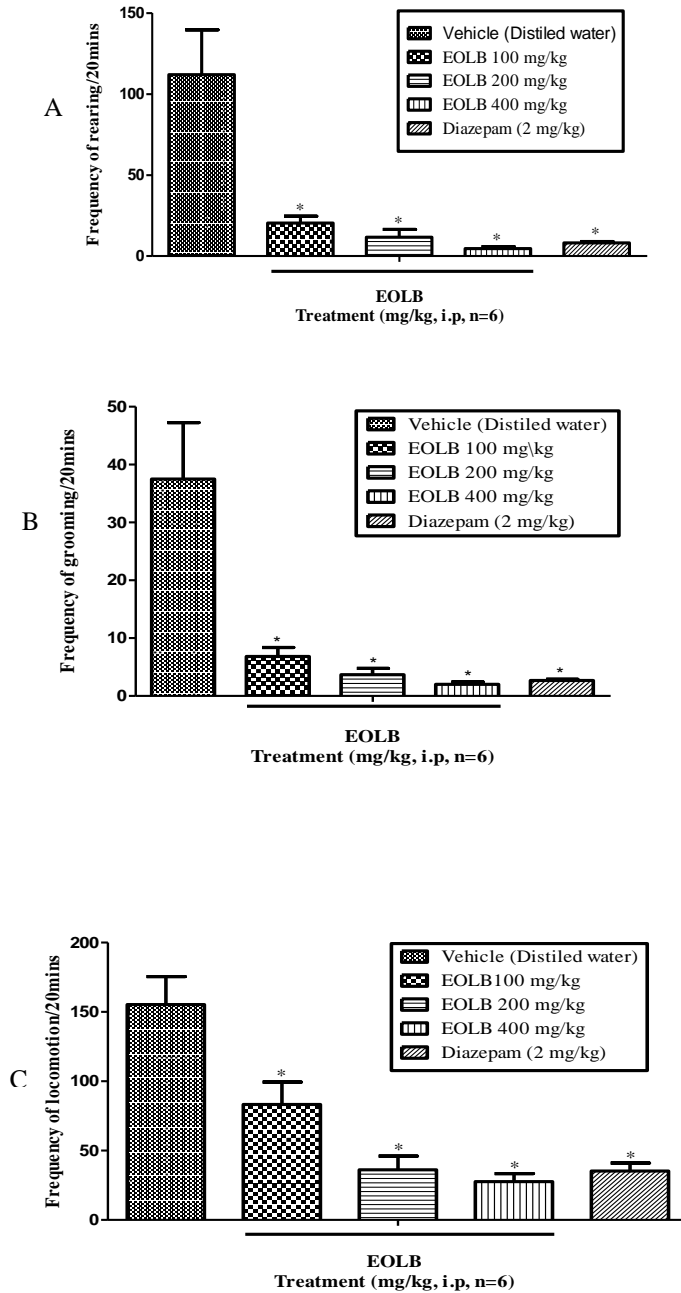 A
Frequency of rearing/20mins
150
100
50
0
Vehicle (Distiled water)
EOLB 100 mg/kg
EOLB 200 mg/kg
EOLB 400 mg/kg
Diazepam (2 mg/kg)
* * * *
EOLB
Treatment (mg/kg, i.p, n=6)
B
Frequency of grooming/20mins
50
40
30
20
10
0
Vehicle (Distiled water)
EOLB 100 mg\kg
EOLB 200 mg/kg
EOLB 400 mg/kg
Diazepam (2 mg/kg)
* * * *
EOLB
Treatment (mg/kg, i.p, n=6)
C
Frequency of locomotion/20mins
200
150
100
50
0
Vehicle (Distiled water)
EOLB100 mg/kg
EOLB 200 mg/kg
EOLB 400 mg/kg
Diazepam (2 mg/kg)
* * * *
EOLB
Treatment (mg/kg, i.p, n=6)